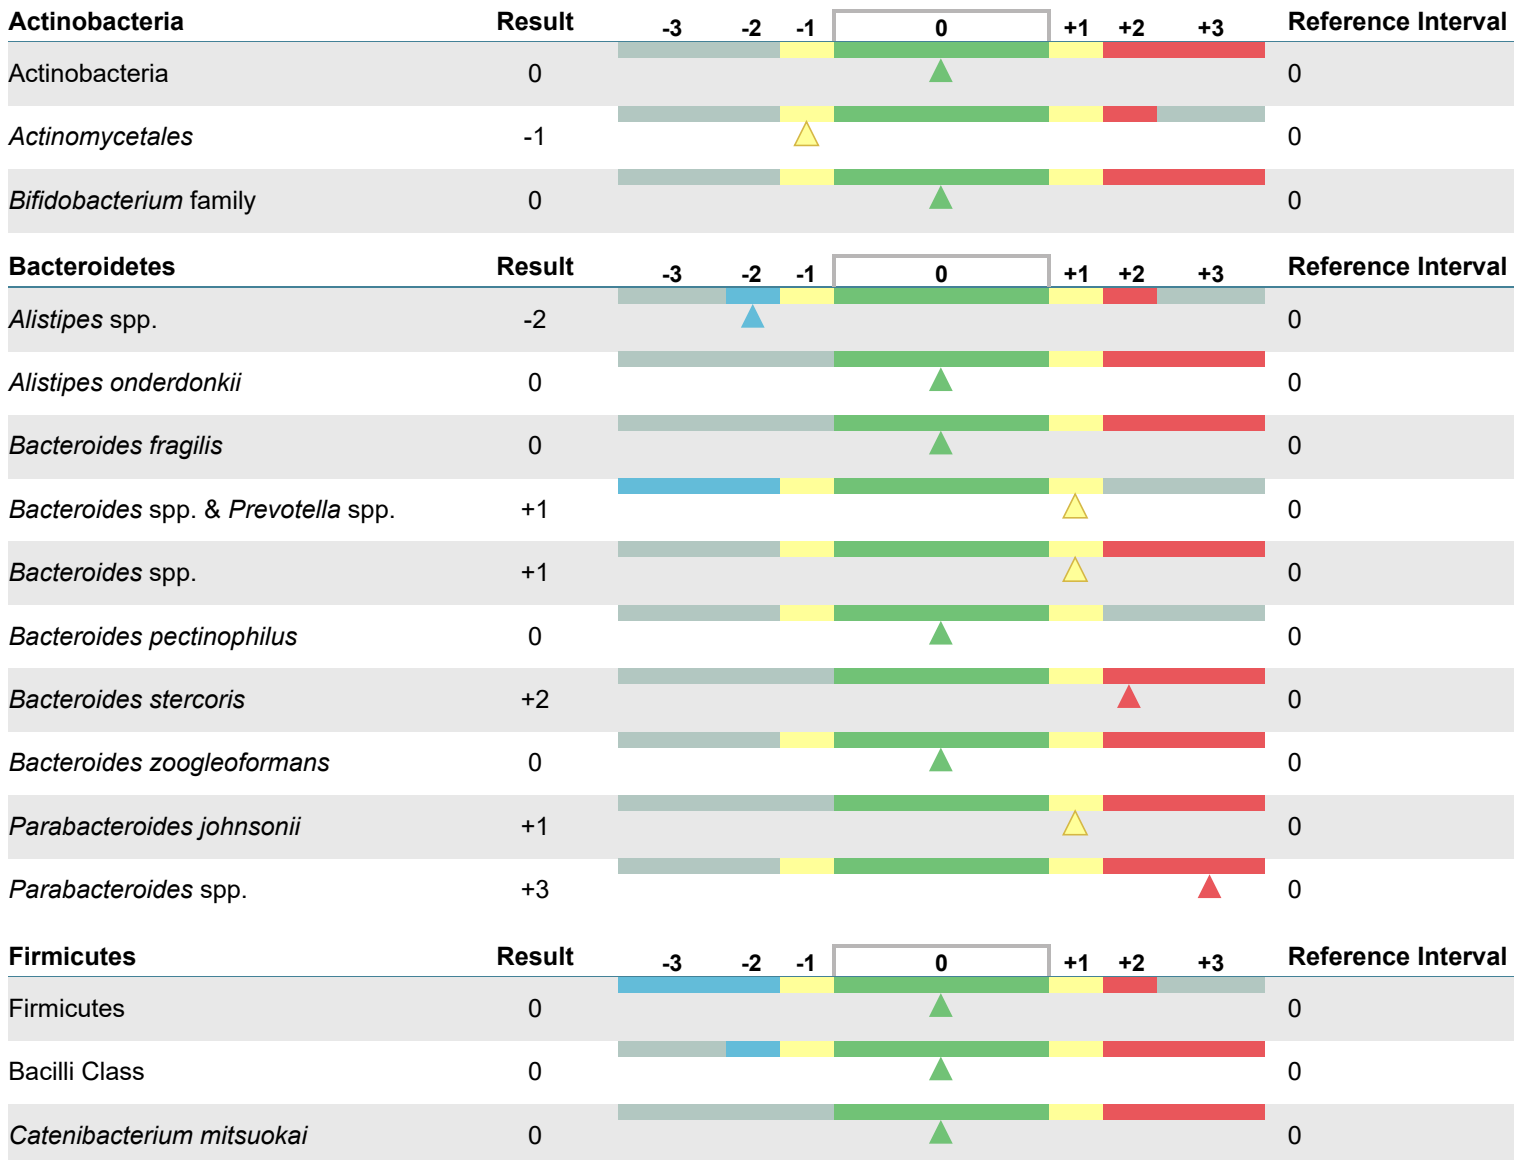 Actinobacteria Result -3 -2 -1 0 +1 +2 +3 Reference Interval
Actinobacteria 0 0
Actinomycetales -1 0
Bifidobacterium family 0 0
Bacteroidetes Result -3 -2 -1 0 +1 +2 +3 Reference Interval
Alistipes spp. -2 0
Alistipes onderdonkii 0 0
Bacteroides fragilis 0 0
Bacteroides spp. & Prevotella spp. +1 0
Bacteroides spp. +1 0
Bacteroides pectinophilus 0 0
Bacteroides stercoris +2 0
Bacteroides zoogleoformans 0 0
Parabacteroides johnsonii +1 0
Parabacteroides spp. +3 0
Firmicutes Result -3 -2 -1 0 +1 +2 +3 Reference Interval
Firmicutes 0 0
Bacilli Class 0 0
Catenibacterium mitsuokai 0 0